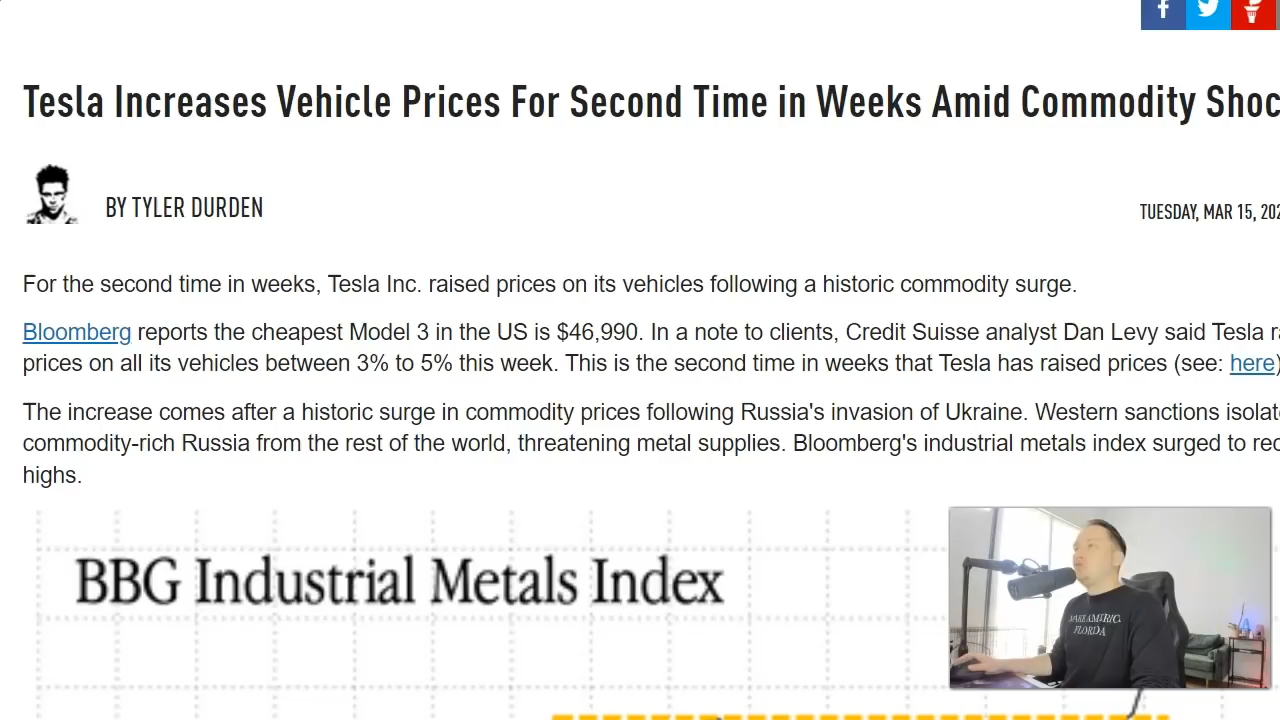 Tesla Increases Vehicle Prices For Second Time in Weeks Amid Commodity Shoc
BY TYLER DURDEN
TUESDAY, MAR 15, 202
For the second time in weeks, Tesla Inc. raised prices on its vehicles following a historic commodity surge.
Bloomberg reports the cheapest Model 3 in the US is $46,990. In a note to clients, Credit Suisse analyst Dan Levy said Tesla ra
prices on all its vehicles between 3% to 5% this week. This is the second time in weeks that Tesla has raised prices (see: here)
The increase comes after a historic surge in commodity prices following Russia's invasion of Ukraine. Western sanctions isolate
commodity-rich Russia from the rest of the world, threatening metal supplies. Bloomberg's industrial metals index surged to rec
highs.
BBG Industrial Metals Index
MAKE AMERIC
FLORIDA